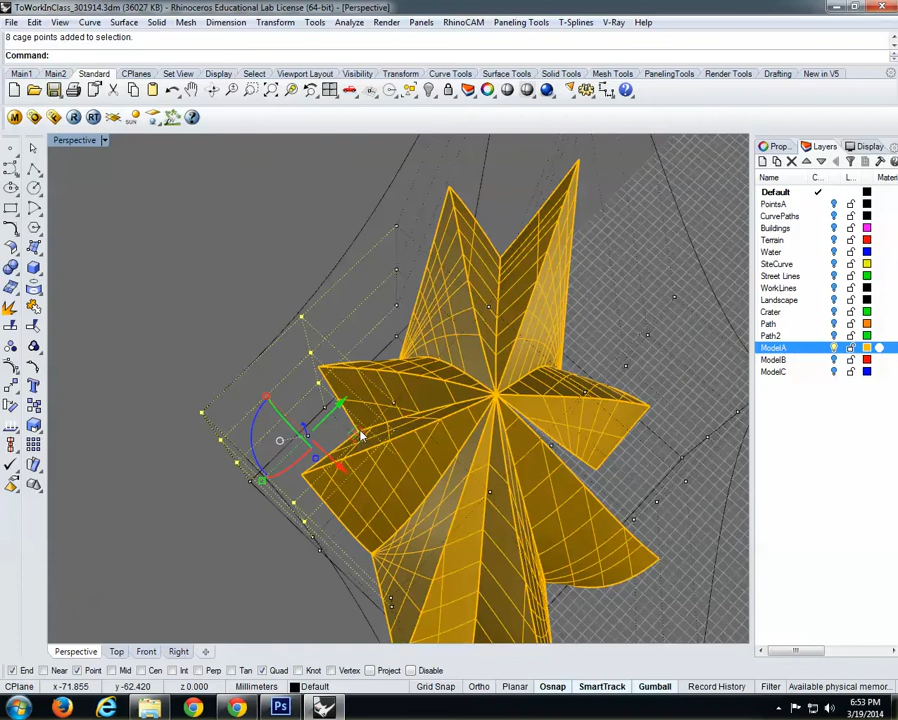 ToWorkInClass_301914.3dm (36027 KB) - Rhinoceros Educational Lab License (64-bit) - [Perspective]
File Edit View Curve Surface Solid Mesh Dimension Transform Tools Analyze Render Panels RhinoCAM Paneling Tools T-Splines V-Ray Help
8 cage points added to selection.
Command:
Main1 Main2 Standard CPlanes Set View Display Select Viewport Layout Visibility Transform Curve Tools Surface Tools Solid Tools Mesh Tools PanelingTools Render Tools Drafting New in V5
Perspective
Prop... Layers Display
Name C... L... Mater
Default
PointsA
CurvePaths
Buildings
Terrain
Water
SiteCurve
Street Lines
WorkLines
Landscape
Crater
Path
Path2
ModelA
ModelB
ModelC
Perspective Top Front Right
End Near Point Mid Cen Int Perp Tan Quad Knot Vertex Project Disable
CPlane x -71.855 y -62.420 z 0.000 Millimeters Default Grid Snap Ortho Planar Osnap SmartTrack Gumball Record History Filter Available physical memor...
Ps
6:53 PM
3/19/2014